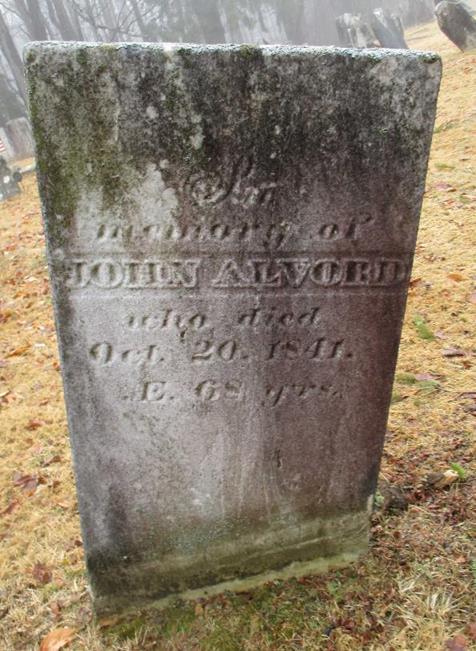 In
memory of
JOHN ALVORD
who died
Oct. 20. 1841.
Æ. 68 yrs.